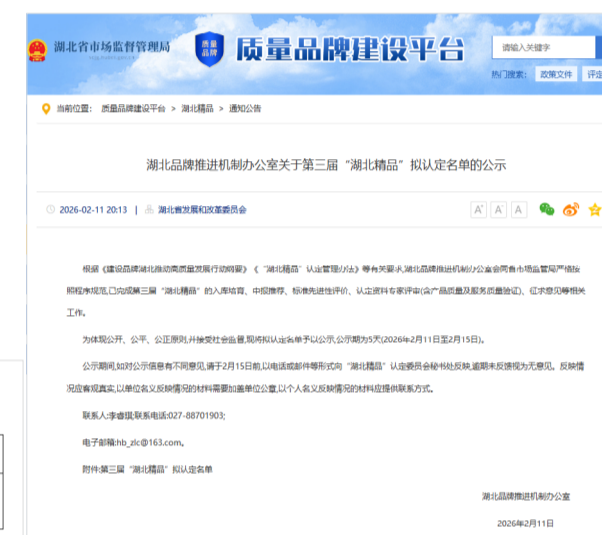 湖北省市场监督管理局
质量品牌
质量品牌建设平台
请输入关键字
热门搜索：
政策文件
当前位置： 质量品牌建设平台 > 湖北精品 > 通知公告
湖北品牌推进机制办公室关于第三届“湖北精品”拟认定名单的公示
2026-02-11 20:13 | 湖北省发展和改革委员会
A+ A A-
根据《建设品牌湖北推动高质量发展行动纲要》《“湖北精品”认定管理办法》等有关要求,湖北品牌推进机制办公室会同省市场监管局严格按
照程序规范,已完成第三届“湖北精品”的入库培育、申报推荐、标准先进性评价、认定资料专家评审(含产品质量及服务质量验证)、征求意见等相关
工作。
为体现公开、公平、公正原则,并接受社会监督,现将拟认定名单予以公示,公示期为5天(2026年2月11日至2月15日)。
公示期间,如对公示信息有不同意见,请于2月15日前,以电话或邮件等形式向“湖北精品”认定委员会秘书处反映,逾期未反馈视为无意见。反映情
况应客观真实,以单位名义反映情况的材料需要加盖单位公章,以个人名义反映情况的材料应提供联系方式。
联系人:李睿琪;联系电话:027-88701903;
电子邮箱:hb_zlc@163.com。
附件:第三届“湖北精品”拟认定名单
湖北品牌推进机制办公室
2026年2月11日